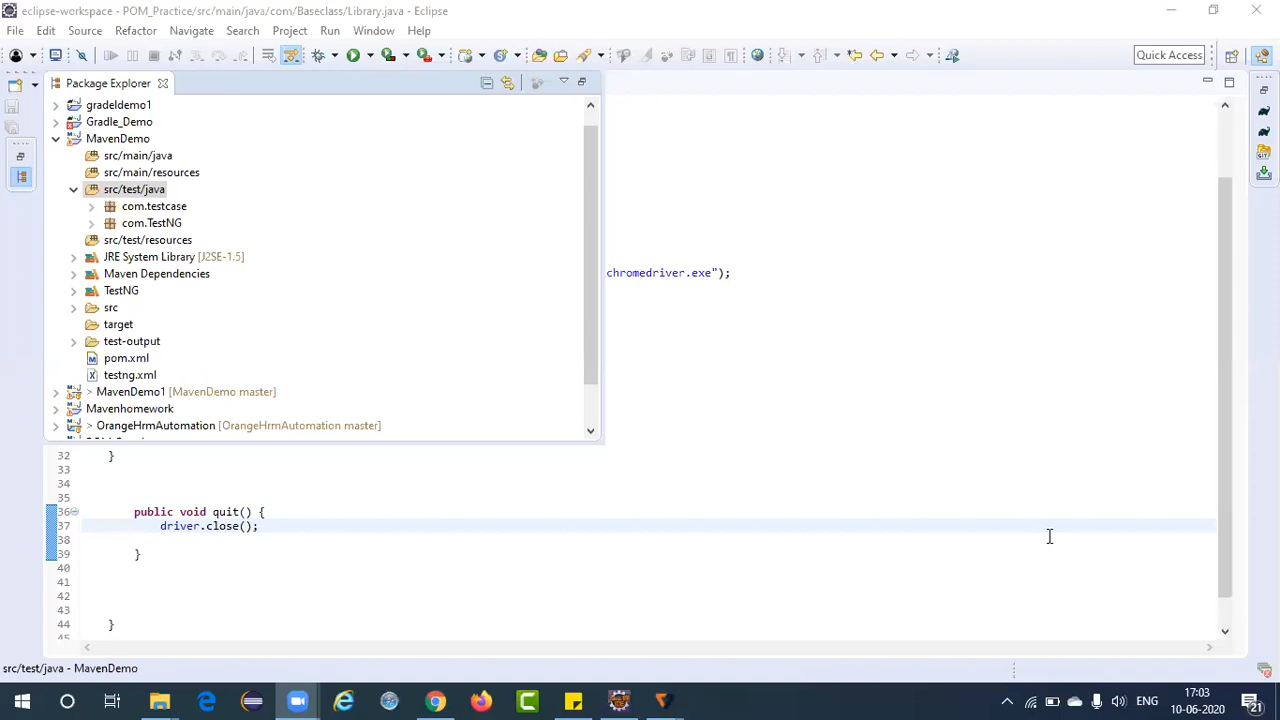 eclipse-workspace - POM_Practice/src/main/java/com/Baseclass/Library.java - Eclipse
File Edit Source Refactor Navigate Search Project Run Window Help
Quick Access
Package Explorer
gradeldemo1
Gradle_Demo
MavenDemo
src/main/java
src/main/resources
src/test/java
com.testcase
com.TestNG
src/test/resources
JRE System Library [J2SE-1.5]
chromedriver.exe");
Maven Dependencies
TestNG
src
target
test-output
pom.xml
testng.xml
> MavenDemo1 [MavenDemo master]
Mavenhomework
> OrangeHrmAutomation [OrangeHrmAutomation master]
32 }
33
34
35
36 public void quit() {
37 driver.close();
38
39 }
40
41
42
43
44 }
45
src/test/java - MavenDemo
ENG
17:03
10-06-2020
21